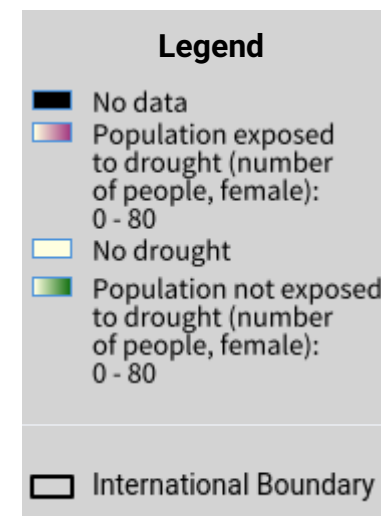 Legend
No data
Population exposed
to drought (number
of people, female):
0 - 80
No drought
Population not exposed
to drought (number
of people, female):
0 - 80
International Boundary